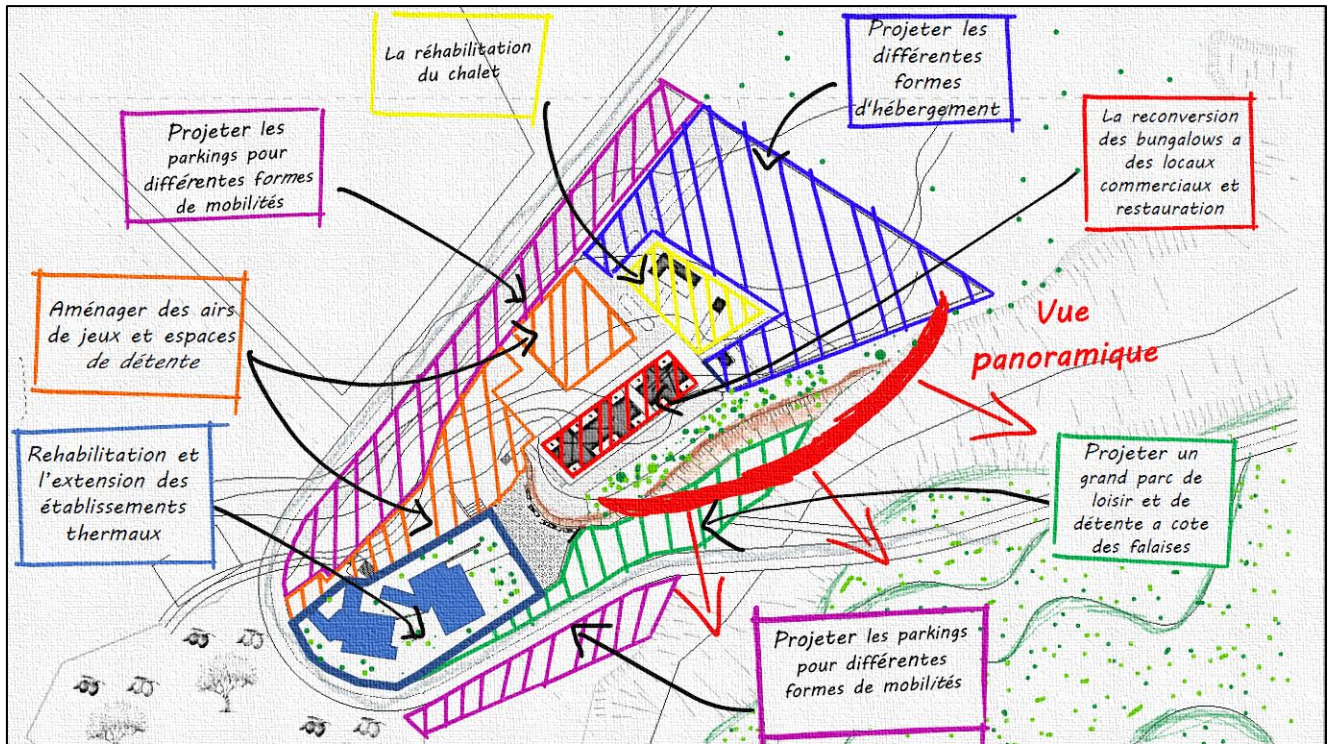 La réhabilitation
du chalet
Projeter les
différentes
formes
d'hébergement
Projeter les
parkings pour
différentes formes
de mobilités
La reconversion
des bungalows a
des locaux
commerciaux et
restauration
Aménager des airs
de jeux et espaces
de détente
Vue
panoramique
Rehabilitation et
l'extension des
établissements
thermaux
Projeter un
grand parc de
loisir et de
détente a cote
des falaises
Projeter les parkings
pour différentes
formes de mobilités